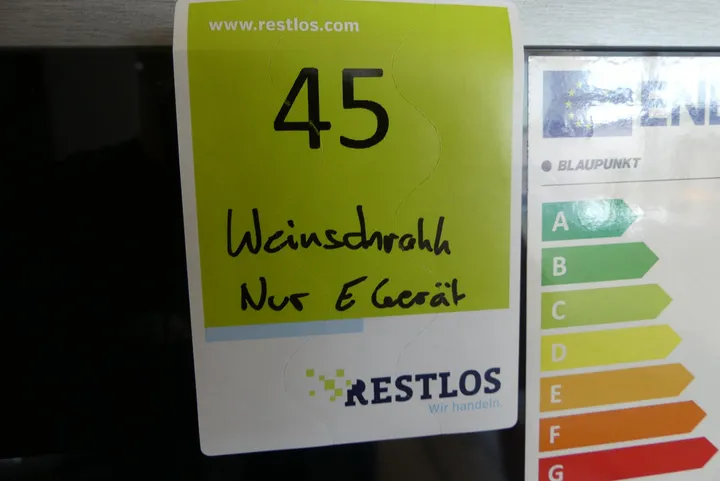 www.restlos.com
45
Weinschrank
Nur E Gerät
RESTLOS
Wir handeln.
BLAUPUNKT
A
B
C
D
E
F
G